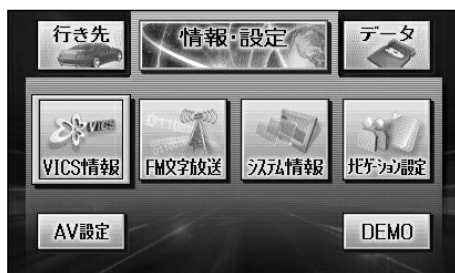 行き先
情報・設定
データ
VICS
VICS情報
FM文字放送
システム情報
ナビゲーション設定
AV設定
DEMO